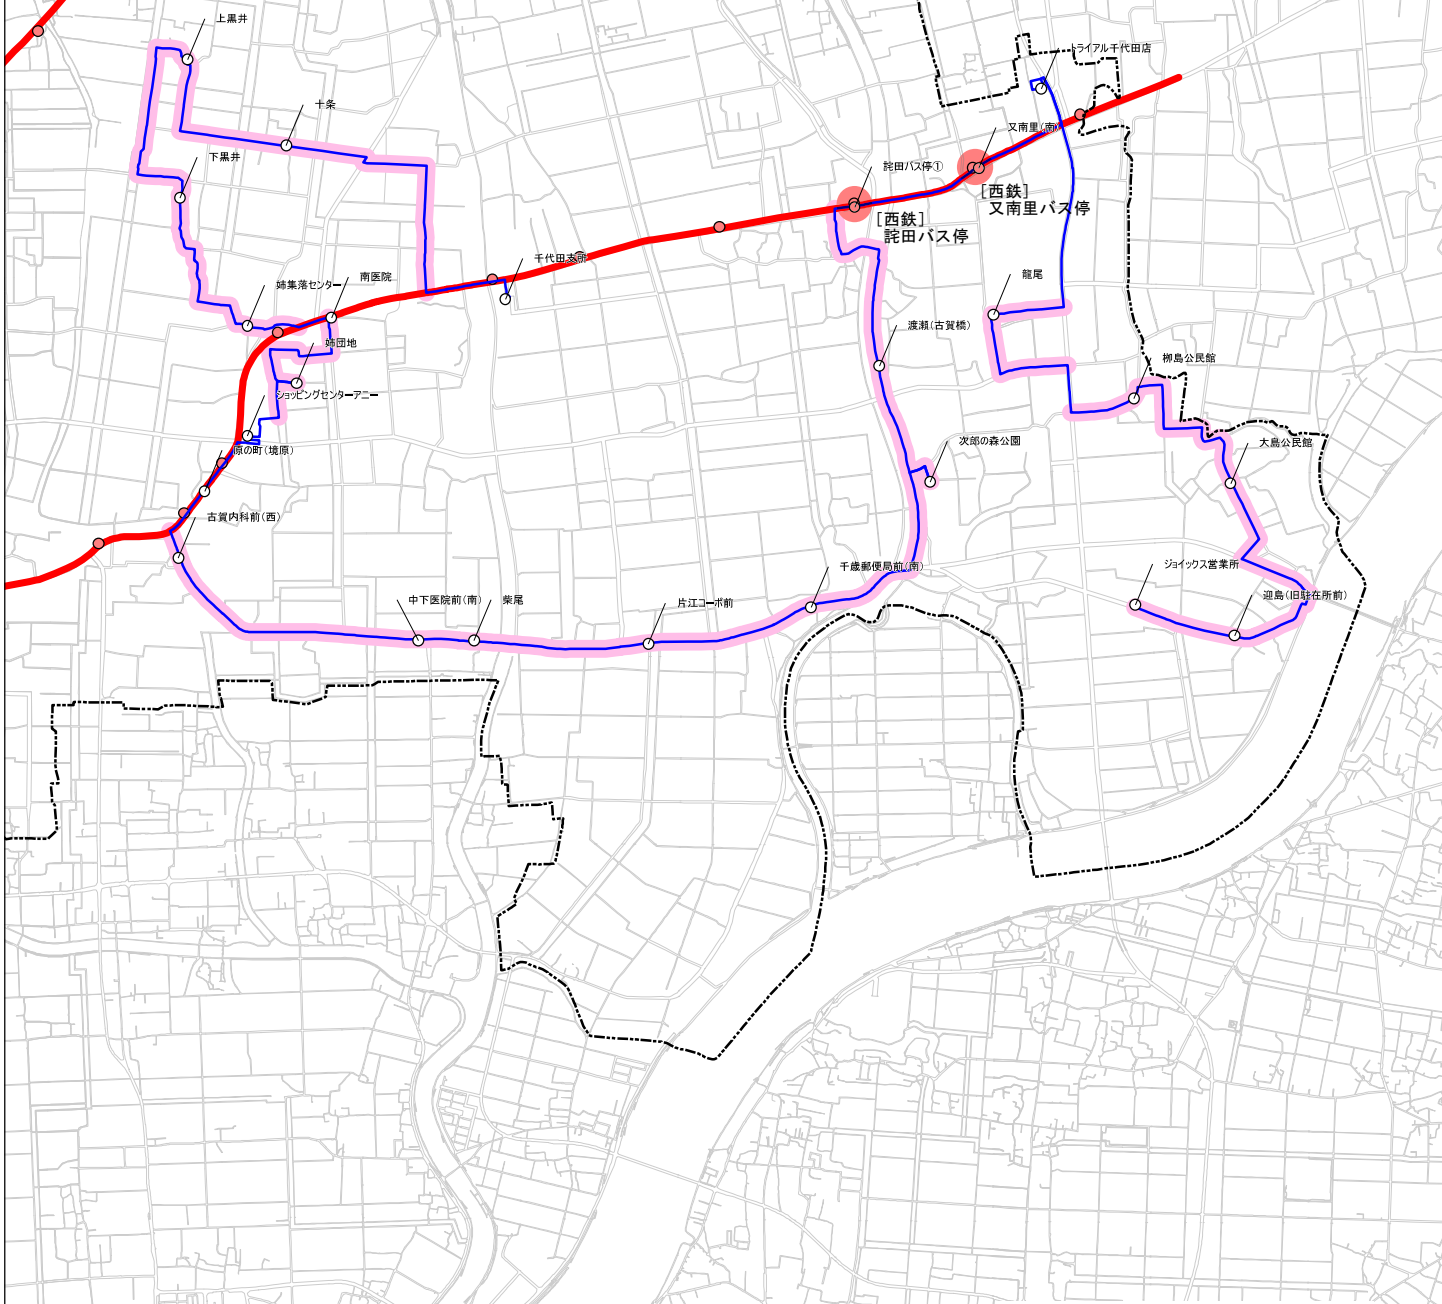 上黒井
トライアル千代田店
十条
又南里(南)
下黒井
詫田バス停①
[西鉄]
又南里バス停
[西鉄]
詫田バス停
千代田支所
南医院
龍尾
姉集落センター
渡瀬(古賀橋)
姉団地
柳島公民館
ショッピングセンターアニー
次郎の森公園
大島公民館
原の町(境原)
古賀内科前(西)
ジョイックス営業所
千歳郵便局前(南)
迎島(旧駐在所前)
中下医院前(南)
柴尾
片江コーポ前